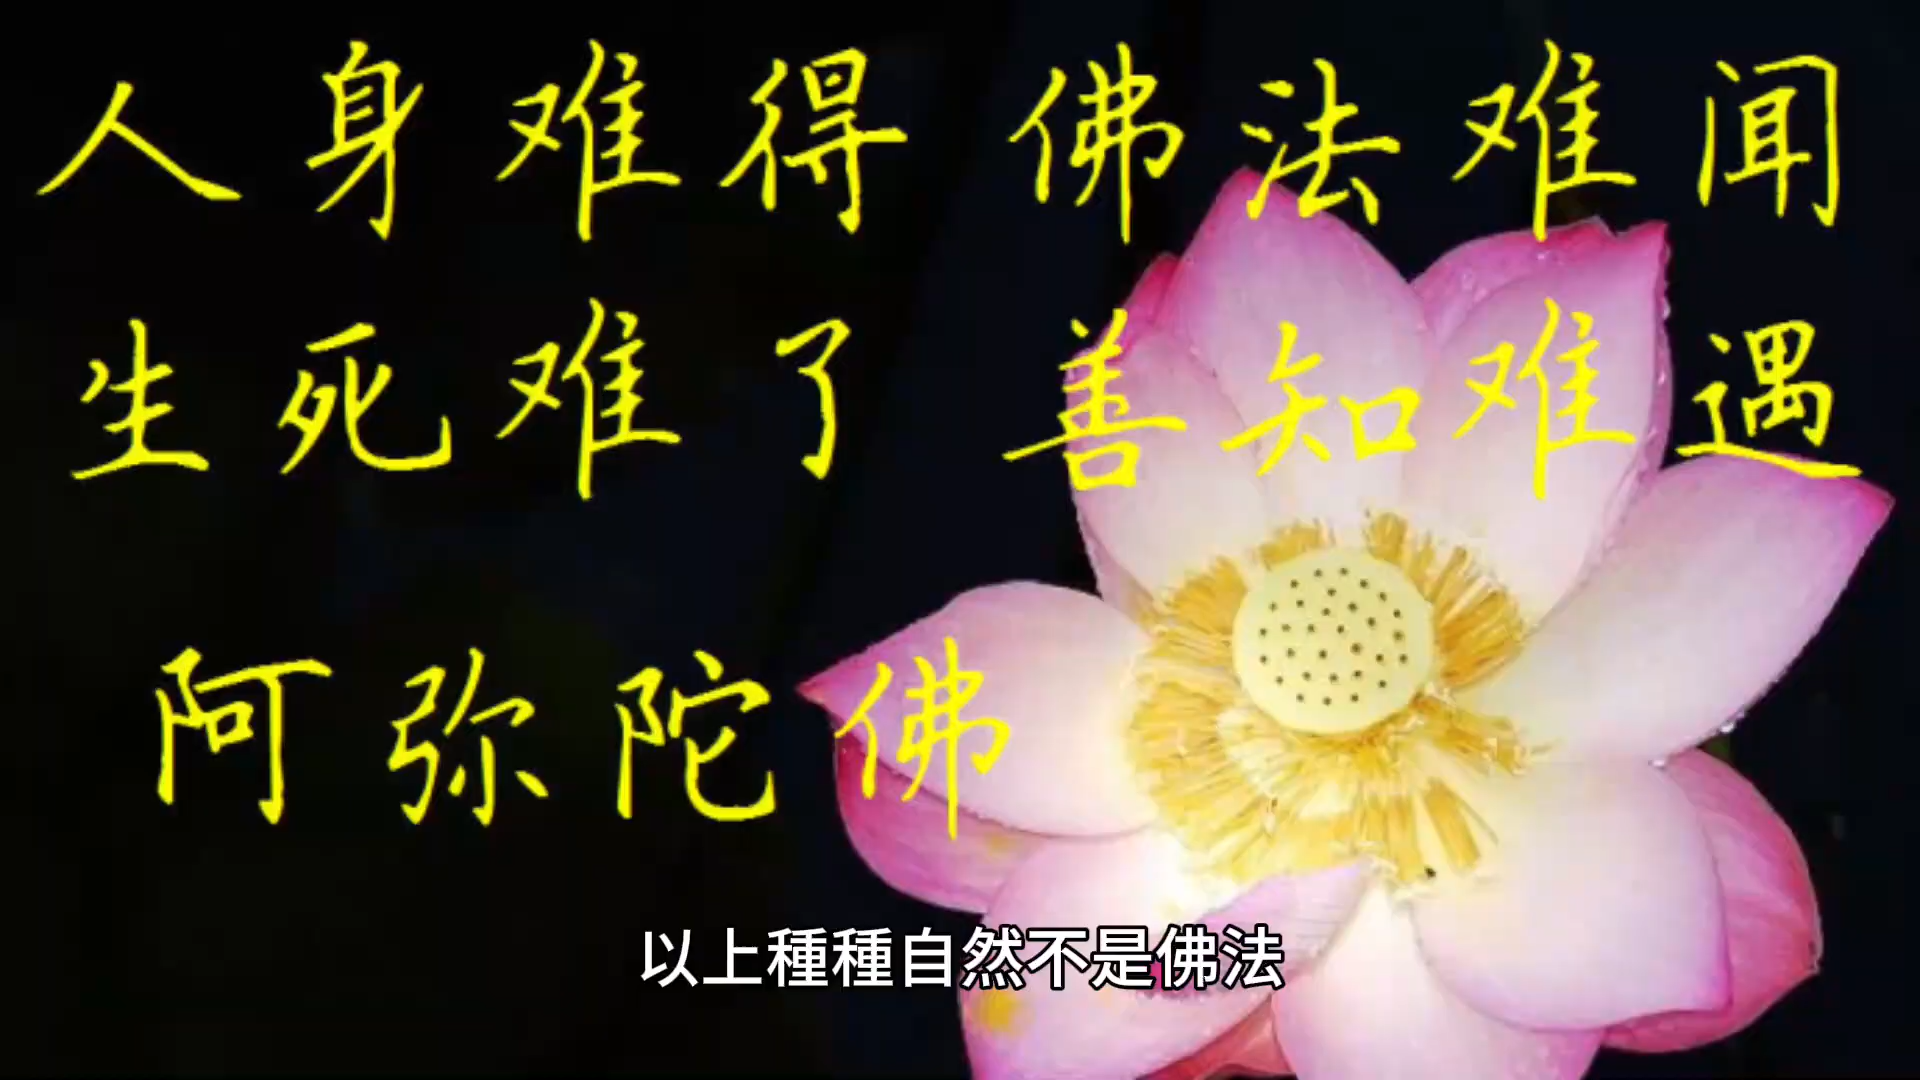 人身难得 佛法难闻
生死难了 善知难遇
阿弥陀佛
以上種種自然不是佛法